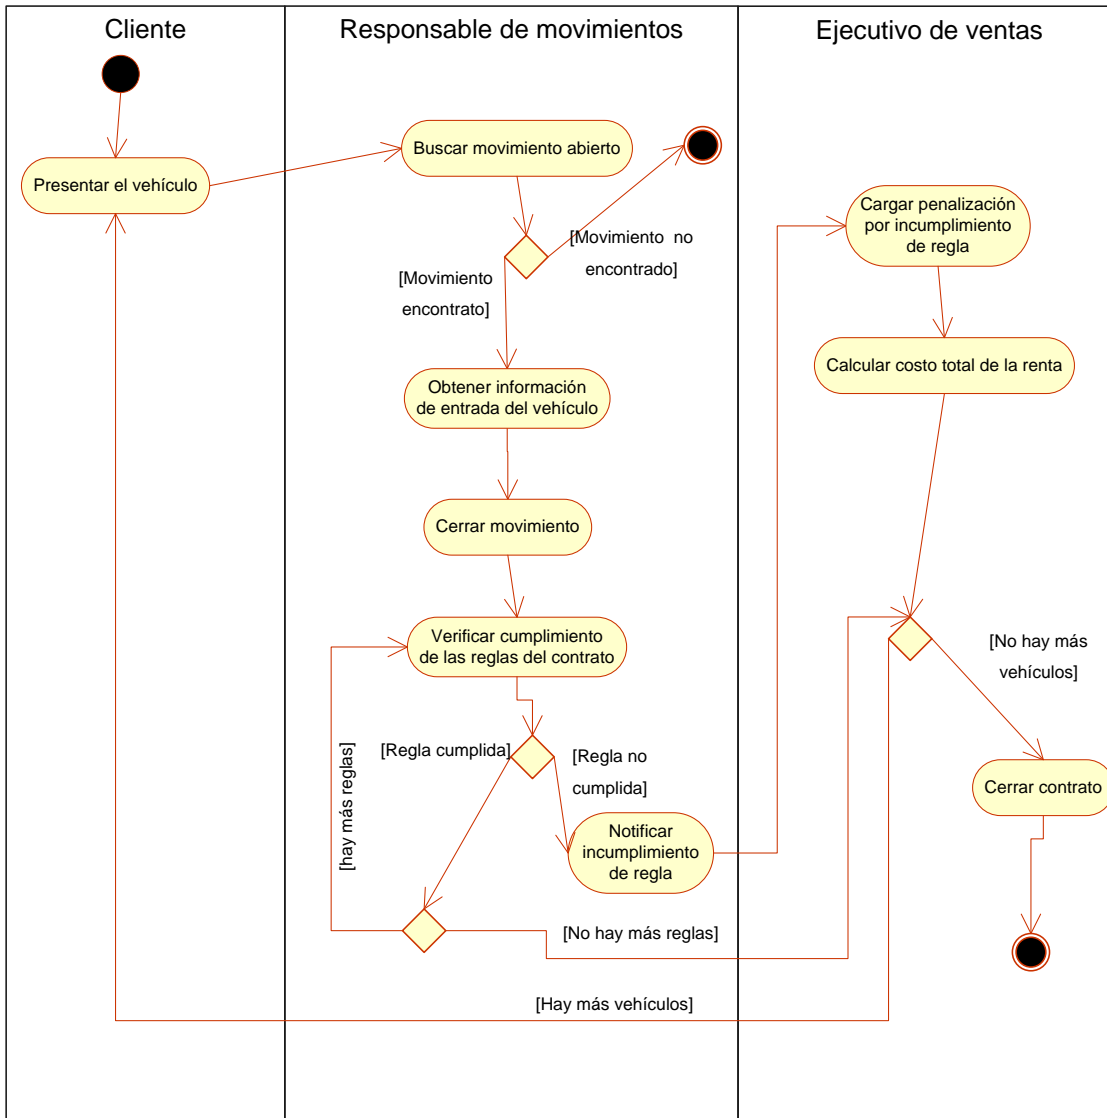 Cliente
Responsable de movimientos
Ejecutivo de ventas
Presentar el vehículo
Buscar movimiento abierto
[Movimiento no
encontrado]
[Movimiento
encontrato]
Obtener información
de entrada del vehículo
Cerrar movimiento
Verificar cumplimiento
de las reglas del contrato
[Regla cumplida]
[Regla no
cumplida]
[hay más reglas]
Notificar
incumplimiento
de regla
[No hay más reglas]
[Hay más vehículos]
Cargar penalización
por incumplimiento
de regla
Calcular costo total de la renta
[No hay más
vehículos]
Cerrar contrato